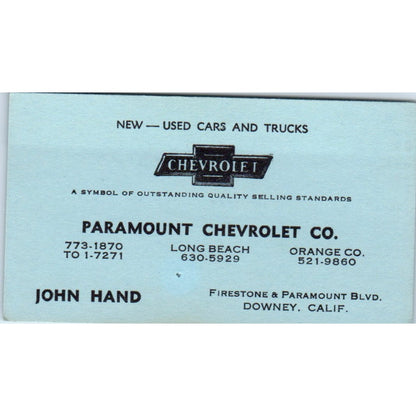 NEW — USED CARS AND TRUCKS
CHEVROLET
A SYMBOL OF OUTSTANDING QUALITY SELLING STANDARDS
PARAMOUNT CHEVROLET CO.
773-1870 LONG BEACH ORANGE CO.
TO 1-7271 630-5929 521-9860
JOHN HAND FIRESTONE & PARAMOUNT BLVD.
DOWNEY, CALIF.